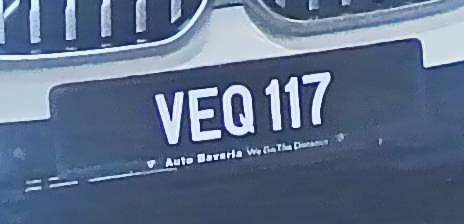 VEQ 117
Auto Bavaria We Go The Distance